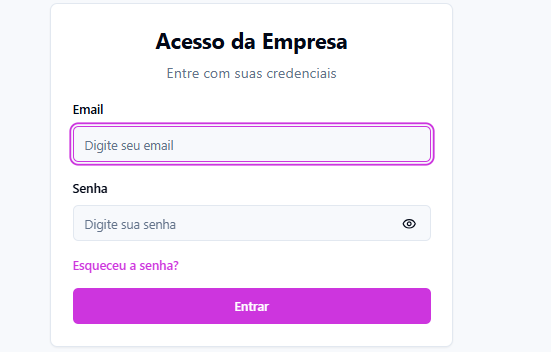 Acesso da Empresa
Entre com suas credenciais
Email
Digite seu email
Senha
Digite sua senha
Esqueceu a senha?
Entrar